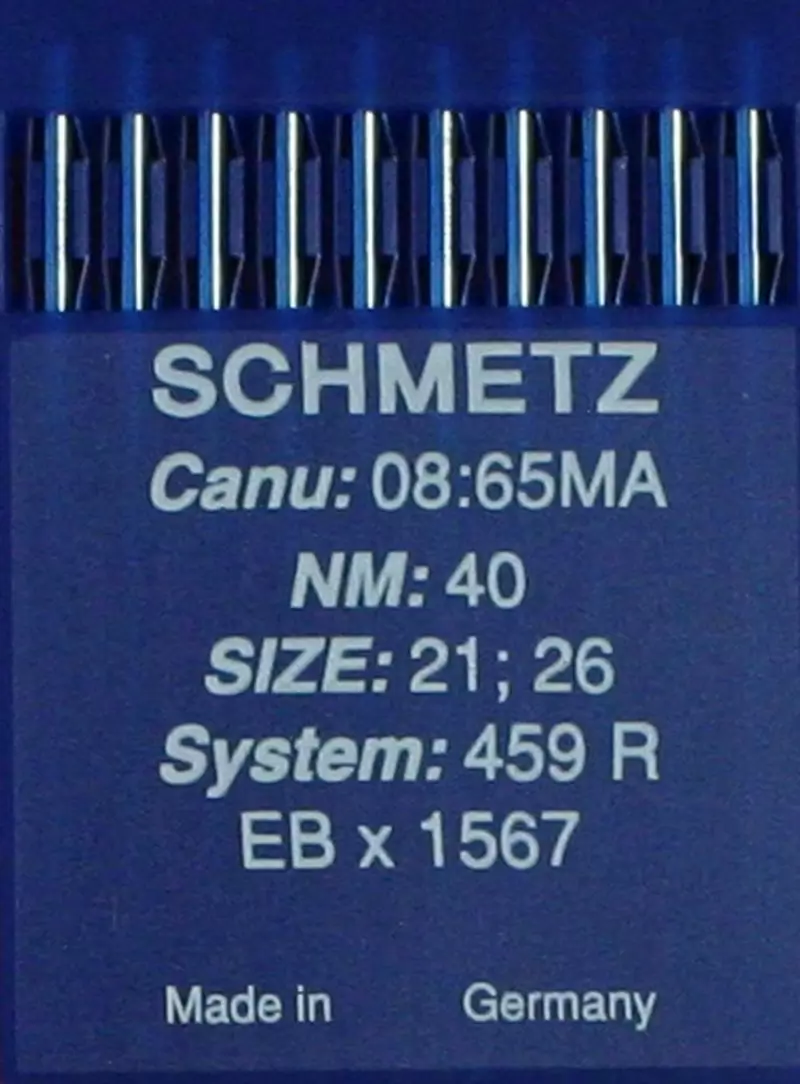 SCHMETZ
Canu: 08:65MA
NM: 40
SIZE: 21; 26
System: 459 R
EB x 1567
Made in Germany